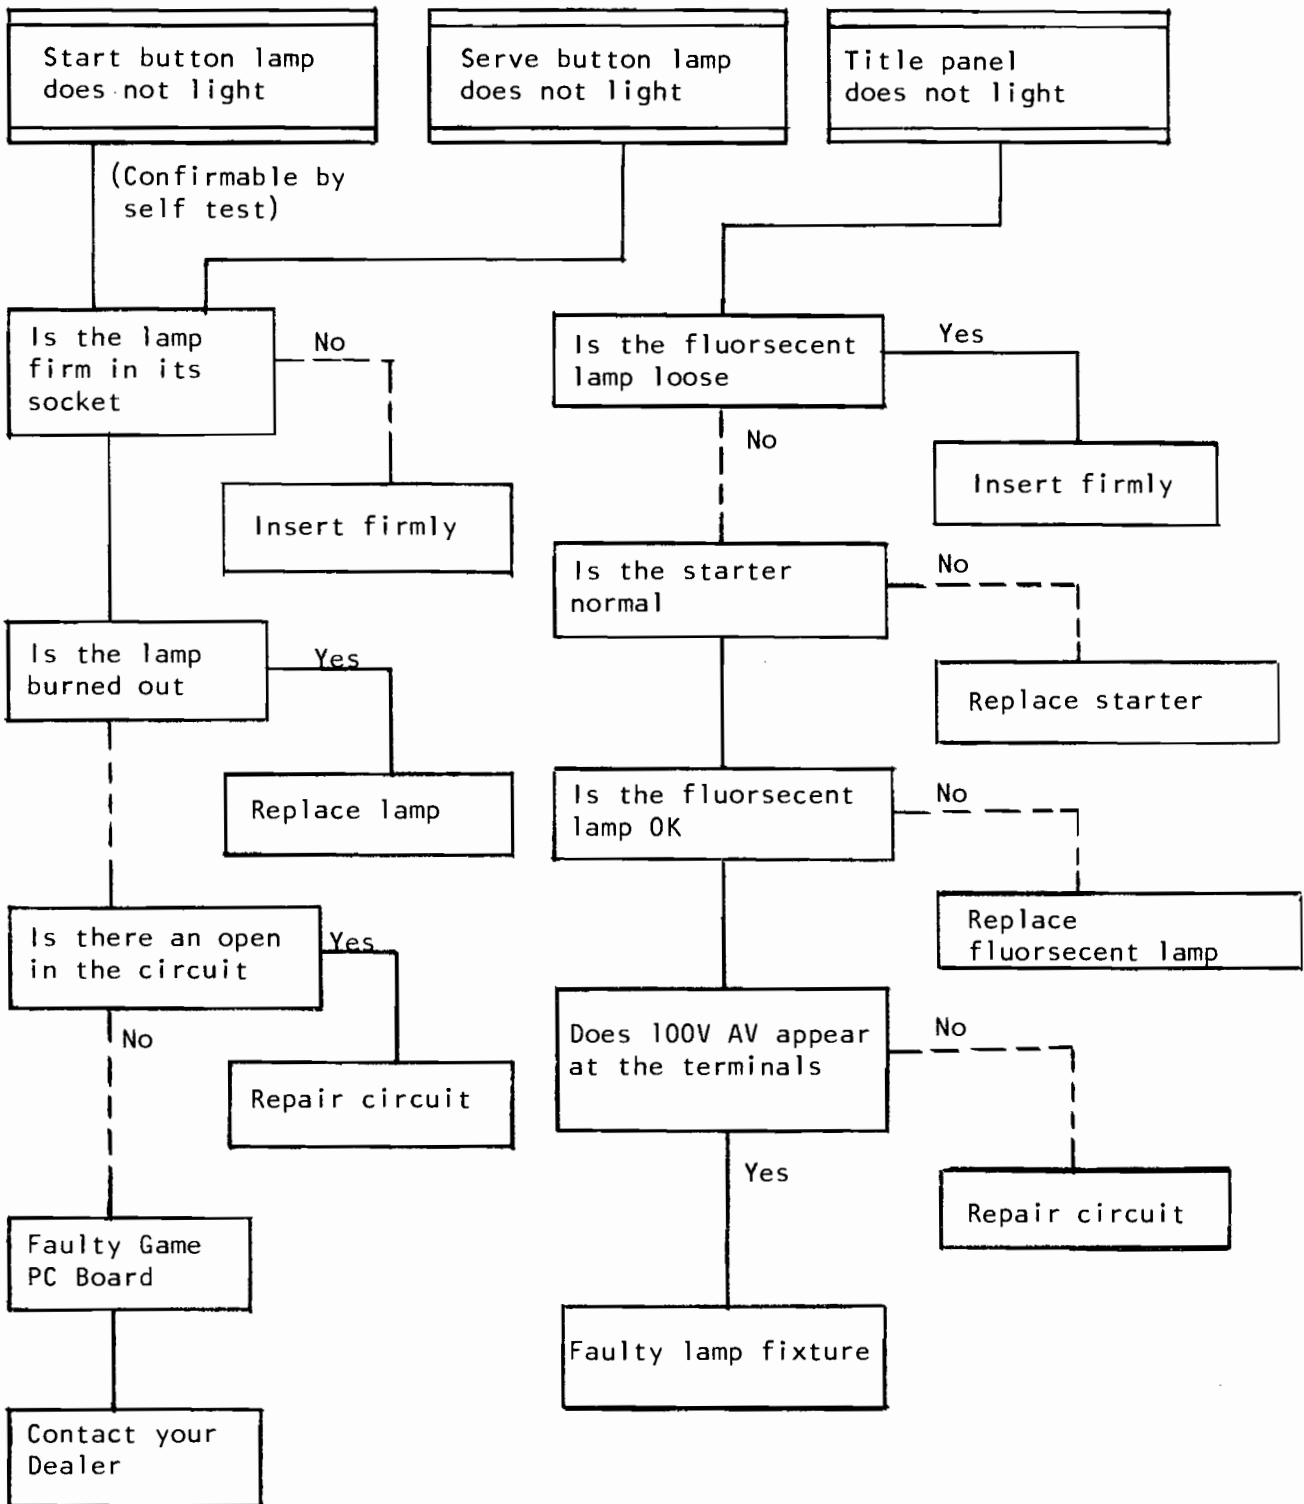 Start button lamp
does not light
Serve button lamp
does not light
Title panel
does not light
(Confirmable by
self test)
Is the lamp
firm in its
socket
No
Insert firmly
Is the lamp
burned out
Yes
Replace lamp
Is there an open
in the circuit
Yes
No
Repair circuit
Faulty Game
PC Board
Contact your
Dealer
Is the fluorsecent
lamp loose
Yes
No
Insert firmly
Is the starter
normal
No
Replace starter
Is the fluorsecent
lamp OK
No
Replace
fluorsecent lamp
Does 100V AV appear
at the terminals
No
Yes
Repair circuit
Faulty lamp fixture